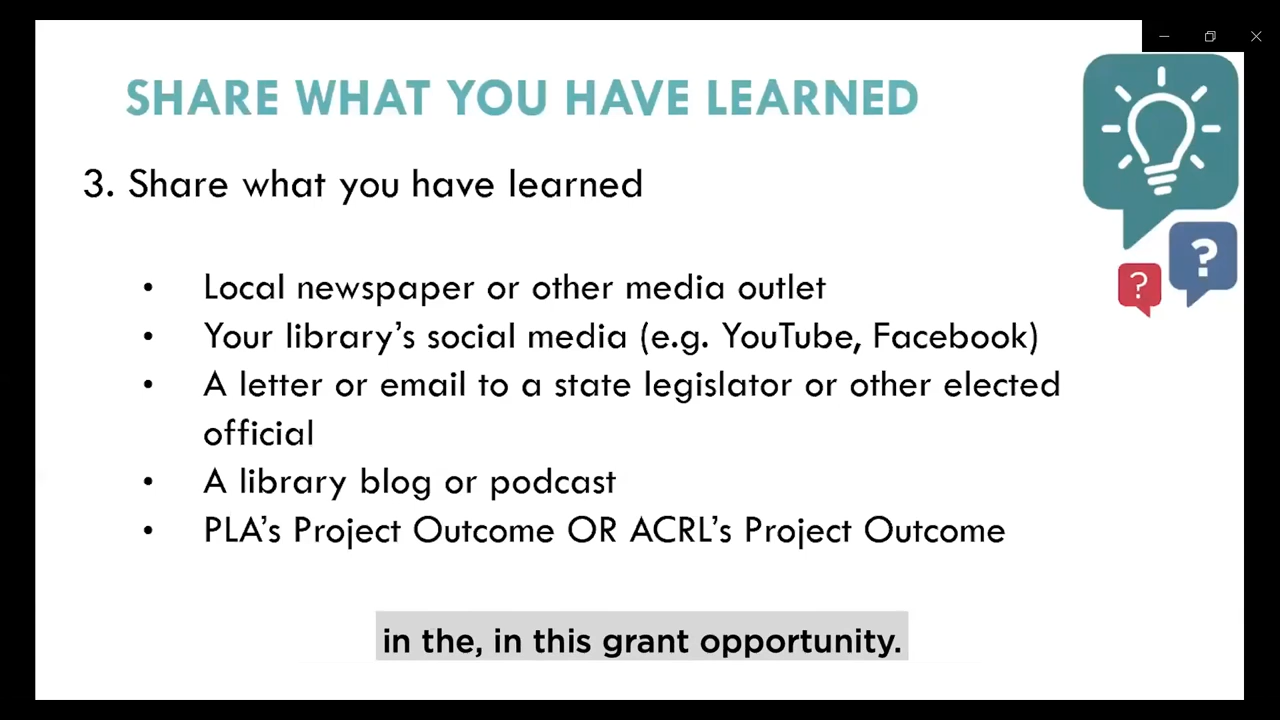 SHARE WHAT YOU HAVE LEARNED
3. Share what you have learned
• Local newspaper or other media outlet
• Your library’s social media (e.g. YouTube, Facebook)
• A letter or email to a state legislator or other elected
official
• A library blog or podcast
• PLA’s Project Outcome OR ACRL’s Project Outcome
?
?
in the, in this grant opportunity.